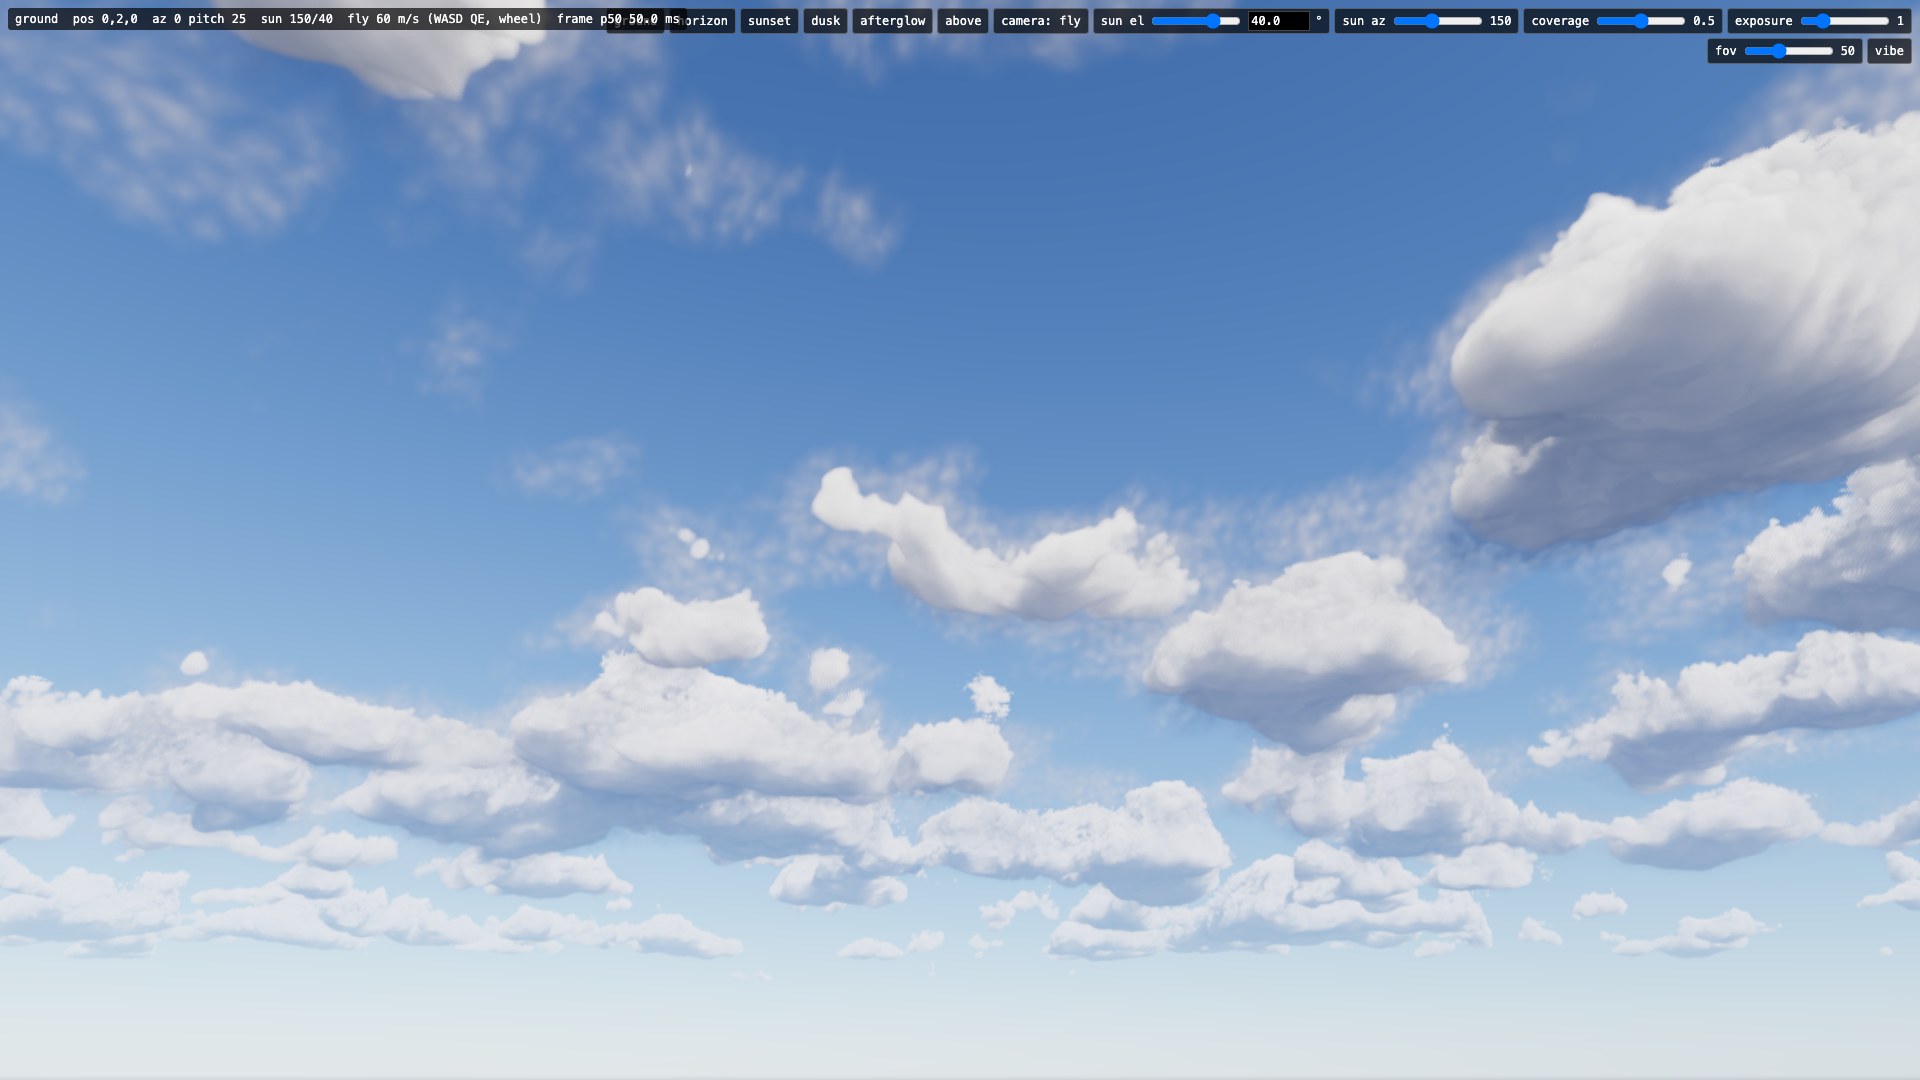 ground pos 0,2,0 az 0 pitch 25 sun 150/40 fly 60 m/s (WASD QE, wheel) frame p50 50.0 ms horizon sunset dusk afterglow above camera: fly sun el 40.0 ° sun az 150 coverage 0.5 exposure 1
fov 50 vibe